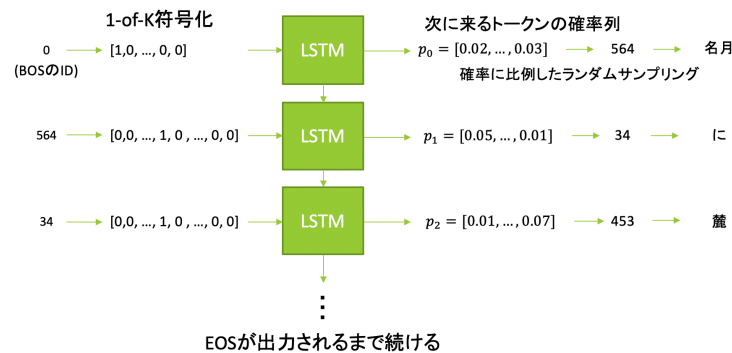 1-of-K符号化
次に来るトークンの確率列
0
[1,0, ..., 0, 0]
LSTM
p₀ = [0.02, ..., 0.03]
564
名月
(BOSのID)
確率に比例したランダムサンプリング
564
[0,0, ..., 1, 0 , ..., 0, 0]
LSTM
p₁ = [0.05, ..., 0.01]
34
に
34
[0,0, ..., 1, 0 , ..., 0, 0]
LSTM
p₂ = [0.01, ..., 0.07]
453
麓
⋮
EOSが出力されるまで続ける